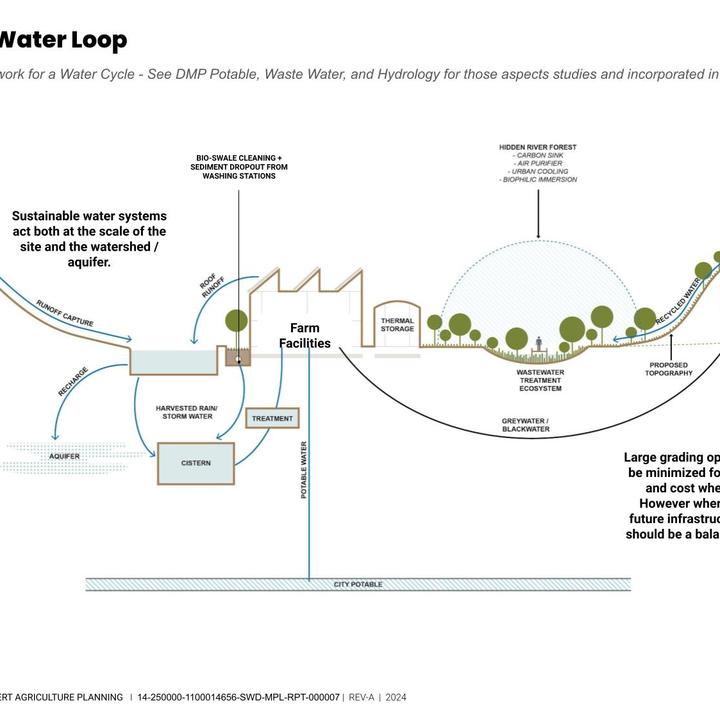 Water Loop
work for a Water Cycle - See DMP Potable, Waste Water, and Hydrology for those aspects studies and incorporated in
BIO-SWALE CLEANING +
SEDIMENT DROPOUT FROM
WASHING STATIONS
HIDDEN RIVER FOREST
- CARBON SINK
- AIR PURIFIER
- URBAN COOLING
- BIOPHILIC IMMERSION
Sustainable water systems
act both at the scale of the
site and the watershed /
aquifer.
RUNOFF CAPTURE
ROOF
RUNOFF
Farm
Facilities
THERMAL
STORAGE
RECYCLED WATER
WASTEWATER
TREATMENT
ECOSYSTEM
PROPOSED
TOPOGRAPHY
RECHARGE
HARVESTED RAIN/
STORM WATER
TREATMENT
GREYWATER /
BLACKWATER
AQUIFER
CISTERN
POTABLE WATER
Large grading op
be minimized fo
and cost whe
However wher
future infrastruc
should be a bala
CITY POTABLE
ERT AGRICULTURE PLANNING | 14-250000-1100014656-SWD-MPL-RPT-000007 | REV-A | 2024